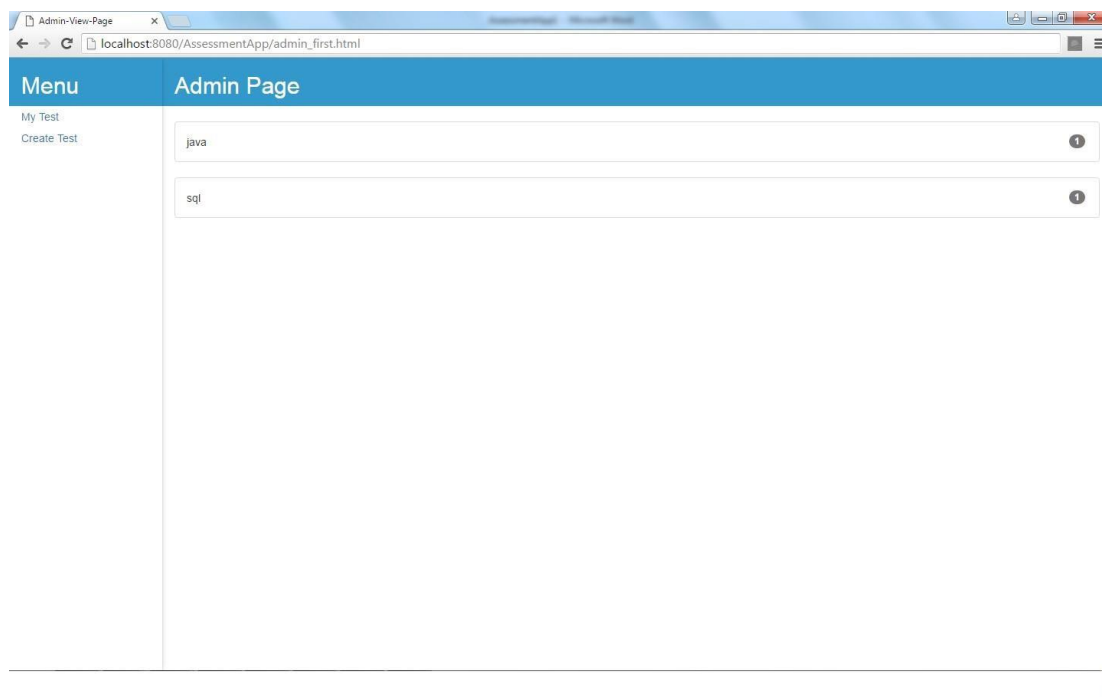 Admin-View-Page
localhost:8080/AssessmentApp/admin_first.html
Menu
Admin Page
My Test
Create Test
java
1
sql
1